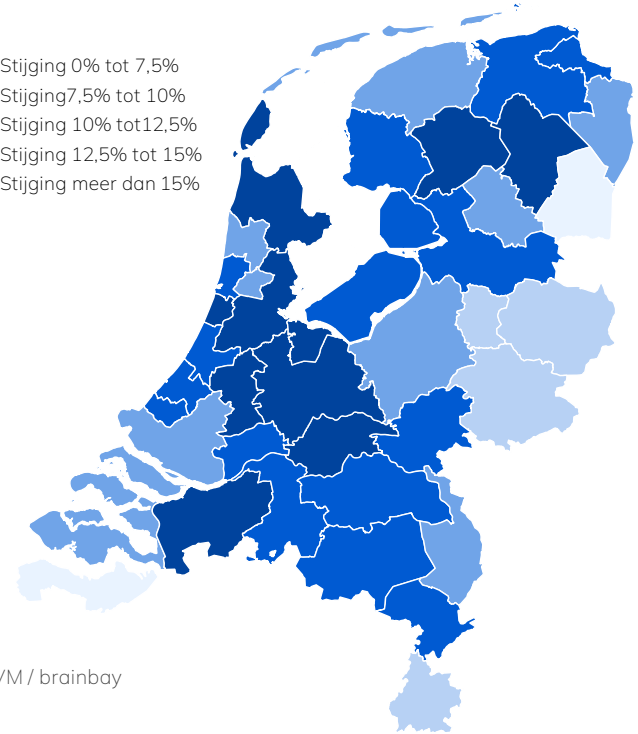 Stijging 0% tot 7,5%
Stijging7,5% tot 10%
Stijging 10% tot12,5%
Stijging 12,5% tot 15%
Stijging meer dan 15%
VM / brainbay